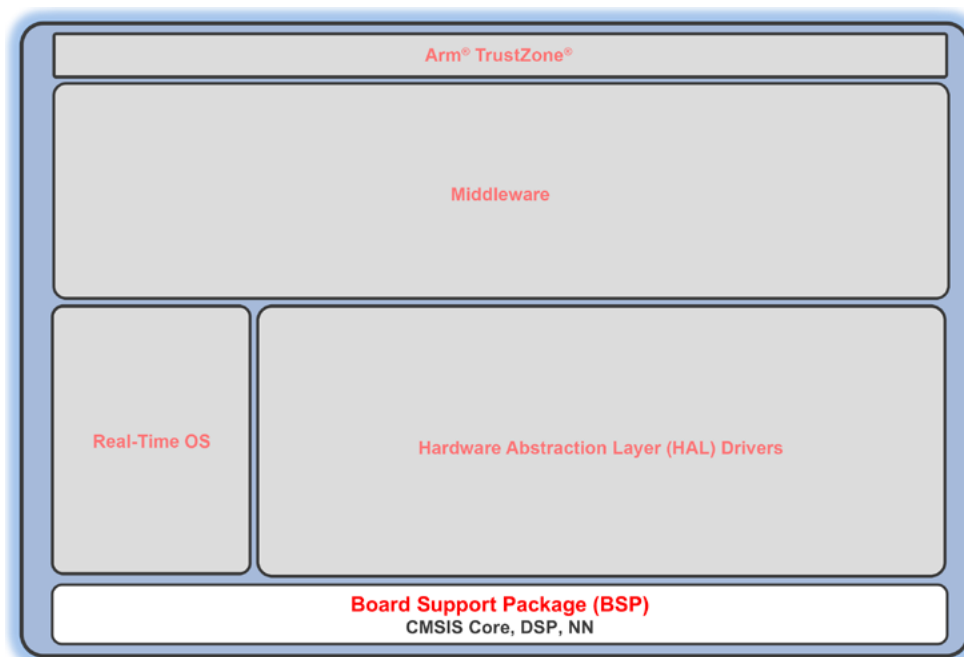 Arm® TrustZone®
Middleware
Real-Time OS
Hardware Abstraction Layer (HAL) Drivers
Board Support Package (BSP)
CMSIS Core, DSP, NN